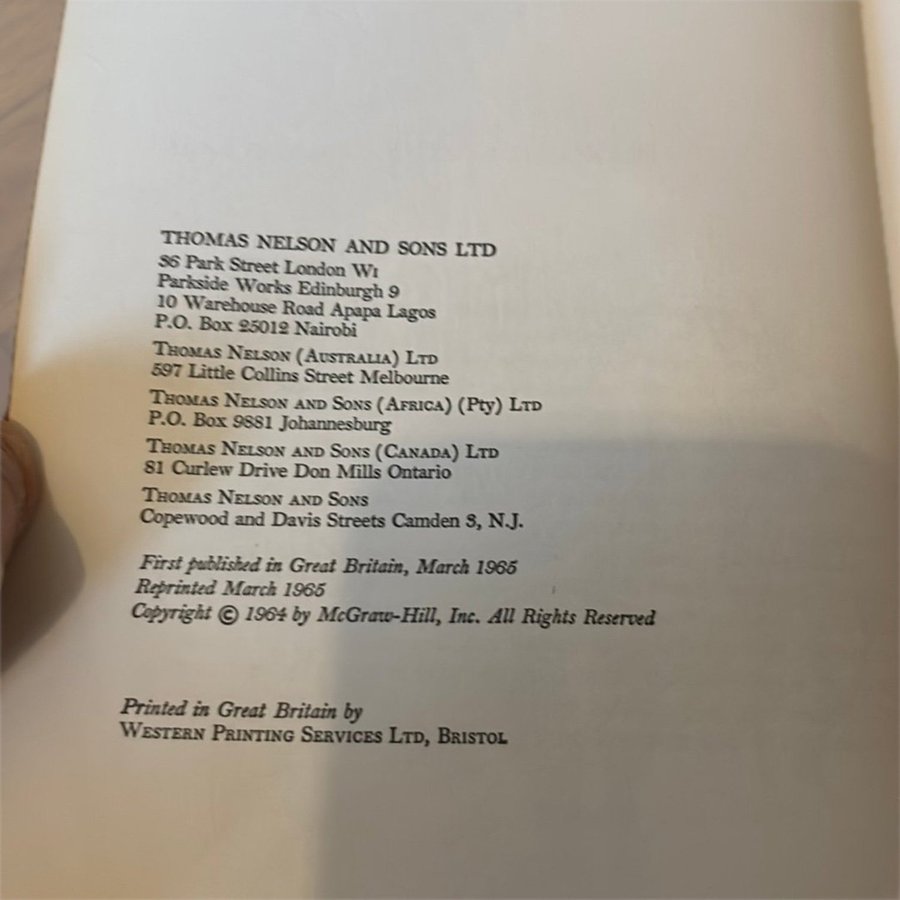 THOMAS NELSON AND SONS LTD
36 Park Street London W1
Parkside Works Edinburgh 9
10 Warehouse Road Apapa Lagos
P.O. Box 25012 Nairobi
THOMAS NELSON (AUSTRALIA) LTD
597 Little Collins Street Melbourne
THOMAS NELSON AND SONS (AFRICA) (Pty) LTD
P.O. Box 9881 Johannesburg
THOMAS NELSON AND SONS (CANADA) LTD
81 Curlew Drive Don Mills Ontario
THOMAS NELSON AND SONS
Copewood and Davis Streets Camden 3, N.J.
First published in Great Britain, March 1965
Reprinted March 1965
Copyright © 1964 by McGraw-Hill, Inc. All Rights Reserved
Printed in Great Britain by
WESTERN PRINTING SERVICES LTD, BRISTOL